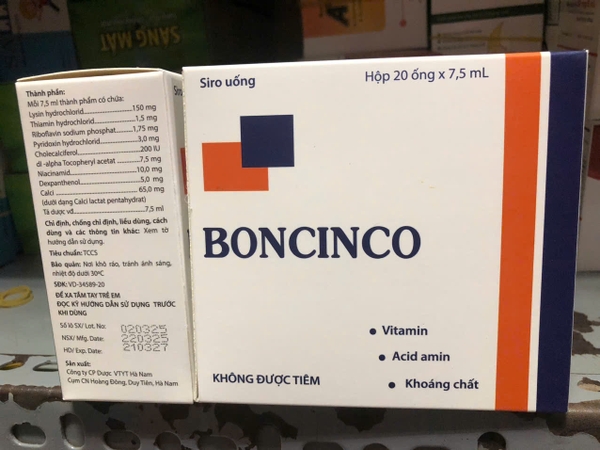 SÁNG MẮT
Thành phần:
Mỗi 7,5 ml thành phẩm có chứa:
Lysin hydrochlorid............................150 mg
Thiamin hydrochlorid........................1,5 mg
Riboflavin sodium phosphat......1,75 mg
Pyridoxin hydroclorid.....................3,0 mg
Cholecalciferol..............................200 IU
dl -alpha Tocopheryl acetat ...........7,5 mg
Niacinamid...................................10,0 mg
Dexpanthenol................................5,0 mg
Calci ..........................................65,0 mg
(dưới dạng Calci lactat pentahydrat)
Tá dược vđ....................................7,5 ml
Chỉ định, chống chỉ định, liều dùng, cách
dùng và các thông tin khác: Xem tờ
hướng dẫn sử dụng.
Tiêu chuẩn: TCCS
Bảo quản: Nơi khô ráo, tránh ánh sáng,
nhiệt độ dưới 30ºC
SĐK: VD-34589-20
ĐỂ XA TẦM TAY TRẺ EM
ĐỌC KỸ HƯỚNG DẪN SỬ DỤNG TRƯỚC
KHI DÙNG
Số lô SX/ Lot. No: 020325
NSX/ Mfg. Date: 220325
HD/ Exp. Date: 210327
Sản xuất:
Công ty CP Dược VTYT Hà Nam
Cụm CN Hoàng Đông, Duy Tiên, Hà Nam
Siro uống
Hộp 20 ống x 7,5 mL
BONCINCO
• Vitamin
• Acid amin
• Khoáng chất
KHÔNG ĐƯỢC TIÊM